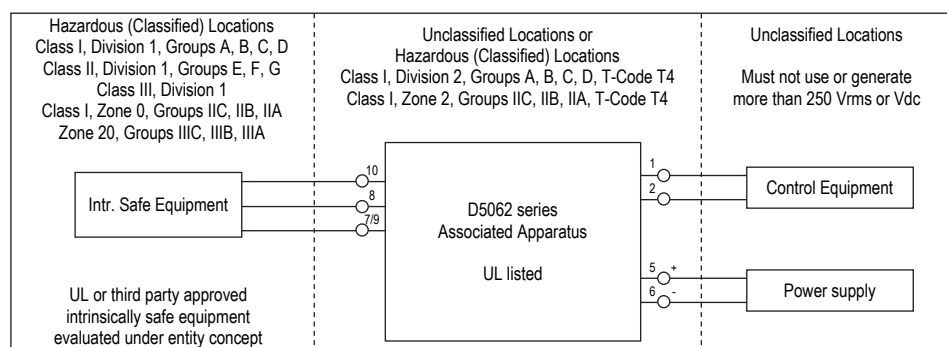 Hazardous (Classified) Locations
Class I, Division 1, Groups A, B, C, D
Class II, Division 1, Groups E, F, G
Class III, Division 1
Class I, Zone 0, Groups IIC, IIB, IIA
Zone 20, Groups IIIC, IIIB, IIIA
Unclassified Locations or
Hazardous (Classified) Locations
Class I, Division 2, Groups A, B, C, D, T-Code T4
Class I, Zone 2, Groups IIC, IIB, IIA, T-Code T4
Unclassified Locations
Must not use or generate
more than 250 Vrms or Vdc
Intr. Safe Equipment
10
8
7/9
D5062 series
Associated Apparatus
UL listed
1
2
5 +
6 -
Control Equipment
Power supply
UL or third party approved
intrinsically safe equipment
evaluated under entity concept